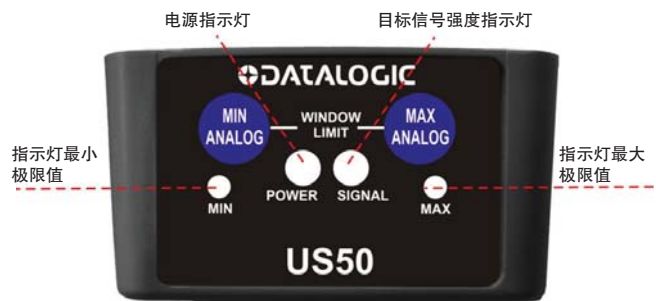 电源指示灯
目标信号强度指示灯
DATALOGIC
MIN
ANALOG
WINDOW
LIMIT
MAX
ANALOG
指示灯最小
极限值
指示灯最大
极限值
POWER
SIGNAL
MIN
MAX
US50